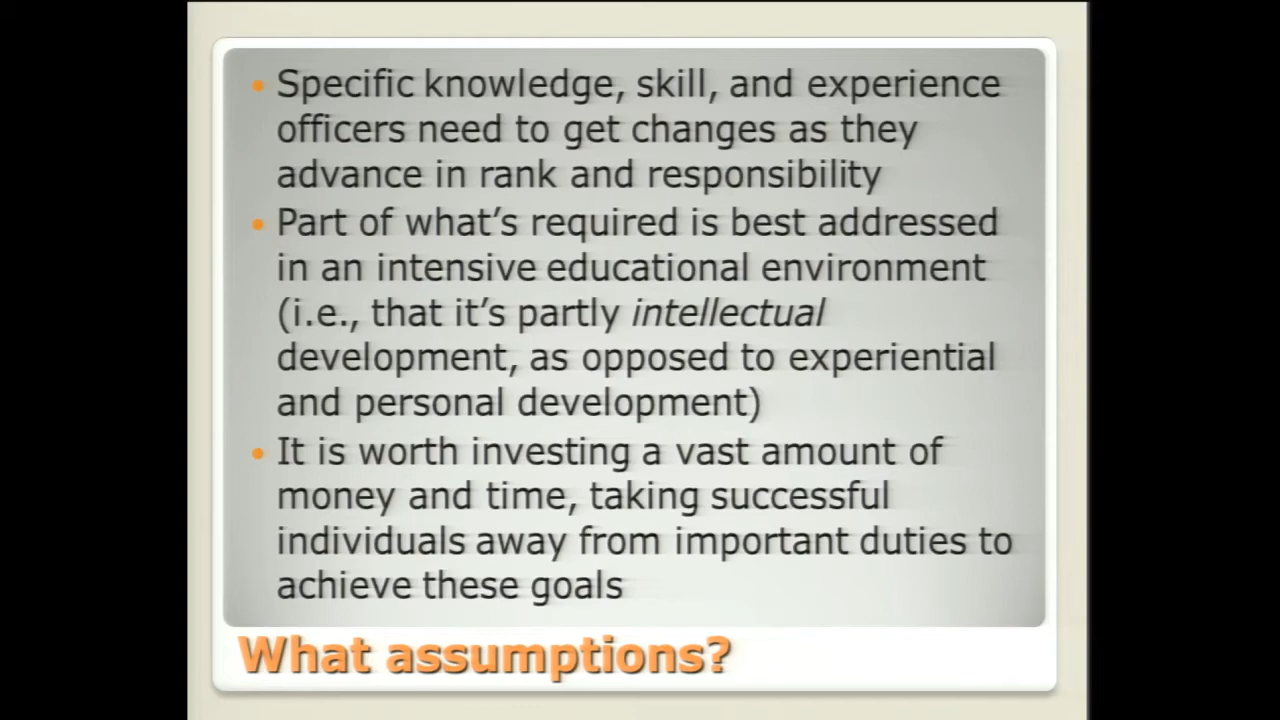 • Specific knowledge, skill, and experience
officers need to get changes as they
advance in rank and responsibility
• Part of what's required is best addressed
in an intensive educational environment
(i.e., that it's partly intellectual
development, as opposed to experiential
and personal development)
• It is worth investing a vast amount of
money and time, taking successful
individuals away from important duties to
achieve these goals
What assumptions?